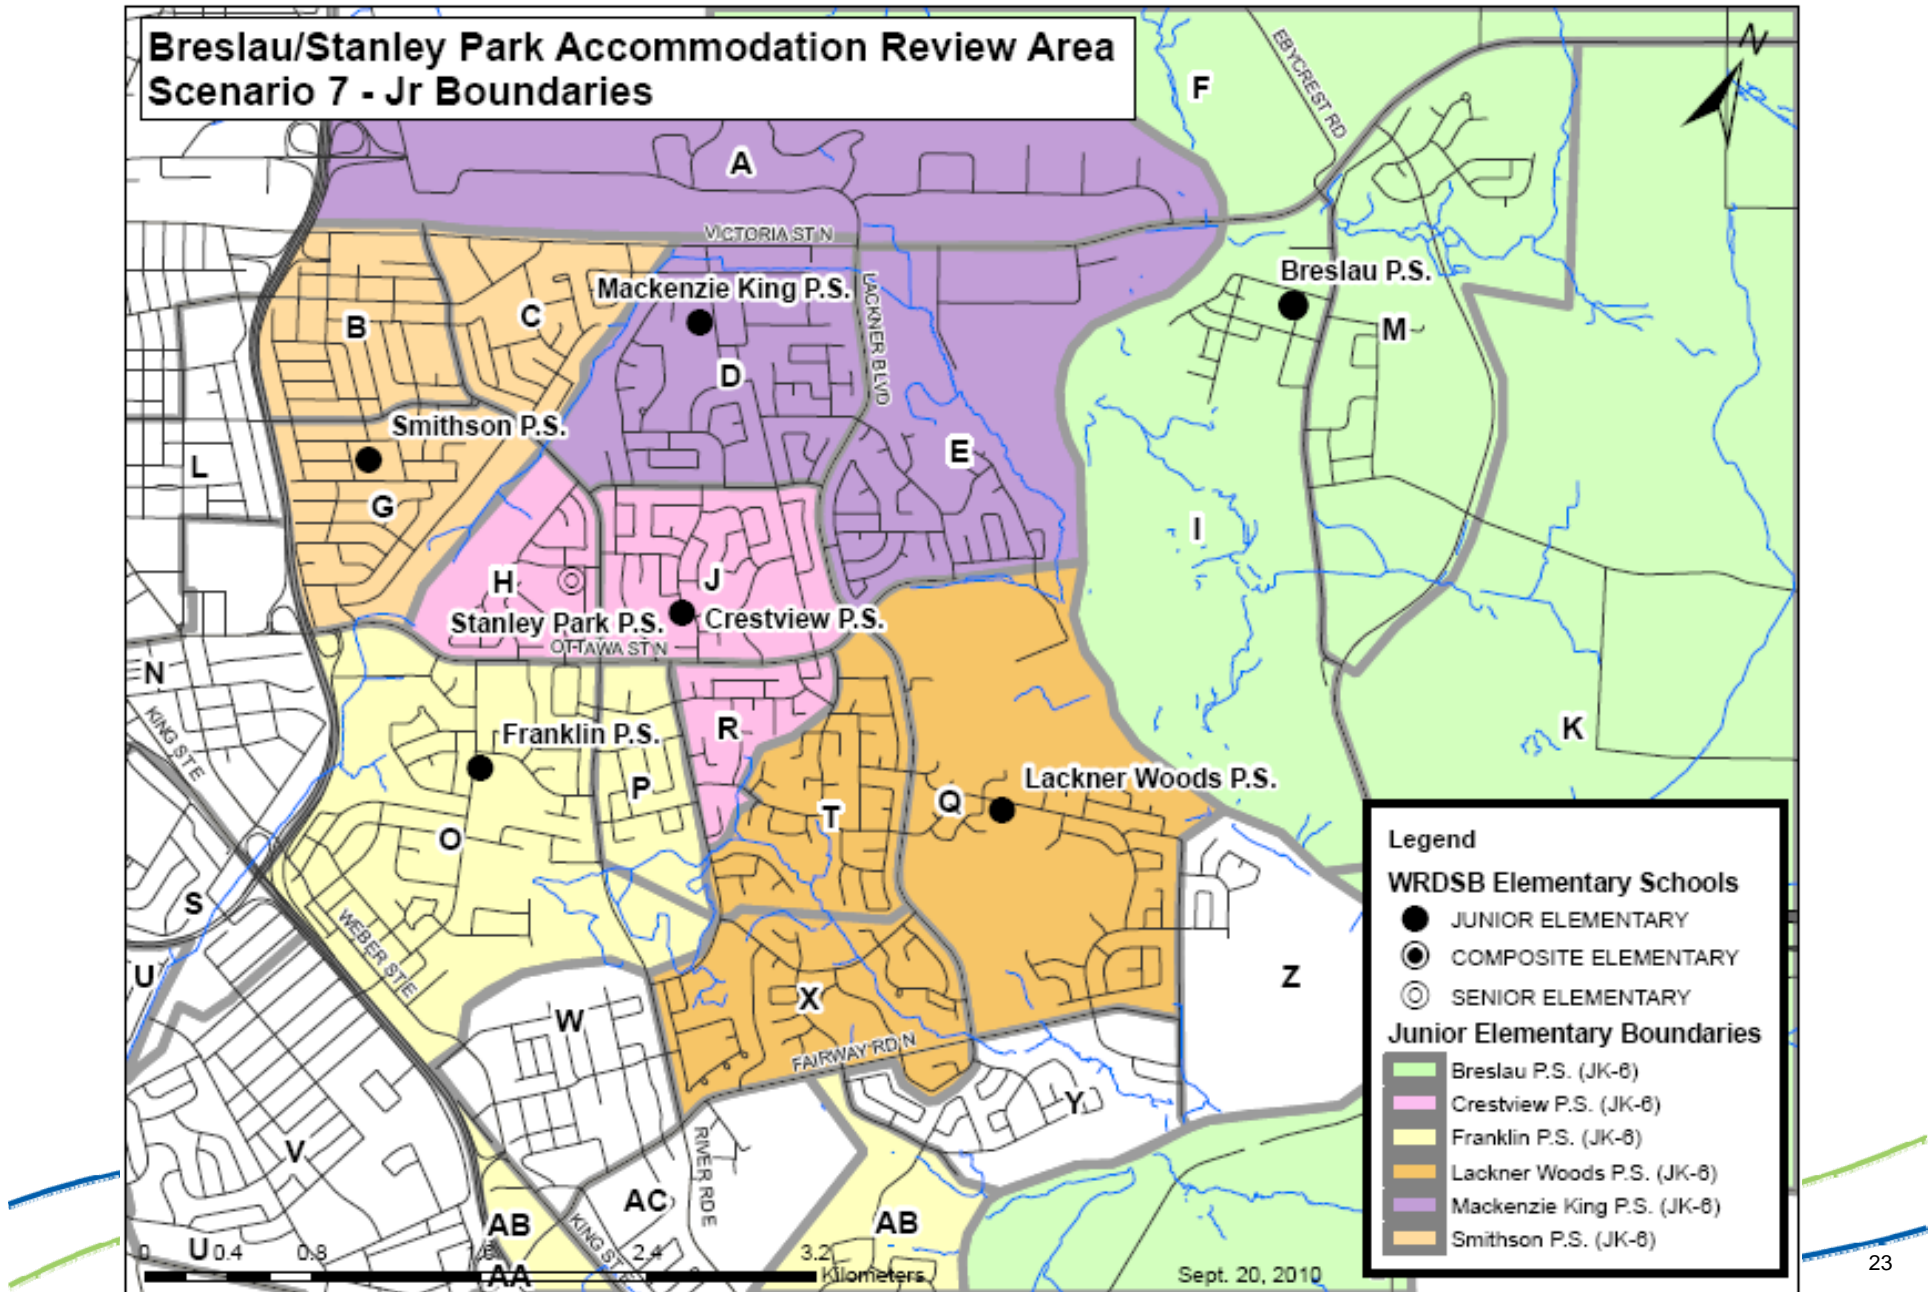 Breslau/Stanley Park Accommodation Review Area
Scenario 7 - Jr Boundaries
N
F
EBYCREST RD
A
VICTORIA ST N
Breslau P.S.
Mackenzie King P.S.
LACKNER BLVD
B
C
M
D
Smithson P.S.
E
L
G
I
H
J
Stanley Park P.S.
Crestview P.S.
OTTAWA ST N
N
KING ST E
Franklin P.S.
R
K
P
Lackner Woods P.S.
Q
T
O
S
WEBER ST E
U
Z
X
W
FAIRWAY RD N
Y
V
RIVER RD E
AC
AB
AB
KING ST E
U
AA
0 0.4 0.8 1.6 2.4 3.2
Kilometers
Sept. 20, 2010
Legend
WRDSB Elementary Schools
JUNIOR ELEMENTARY
COMPOSITE ELEMENTARY
SENIOR ELEMENTARY
Junior Elementary Boundaries
Breslau P.S. (JK-6)
Crestview P.S. (JK-6)
Franklin P.S. (JK-6)
Lackner Woods P.S. (JK-6)
Mackenzie King P.S. (JK-6)
Smithson P.S. (JK-6)
23